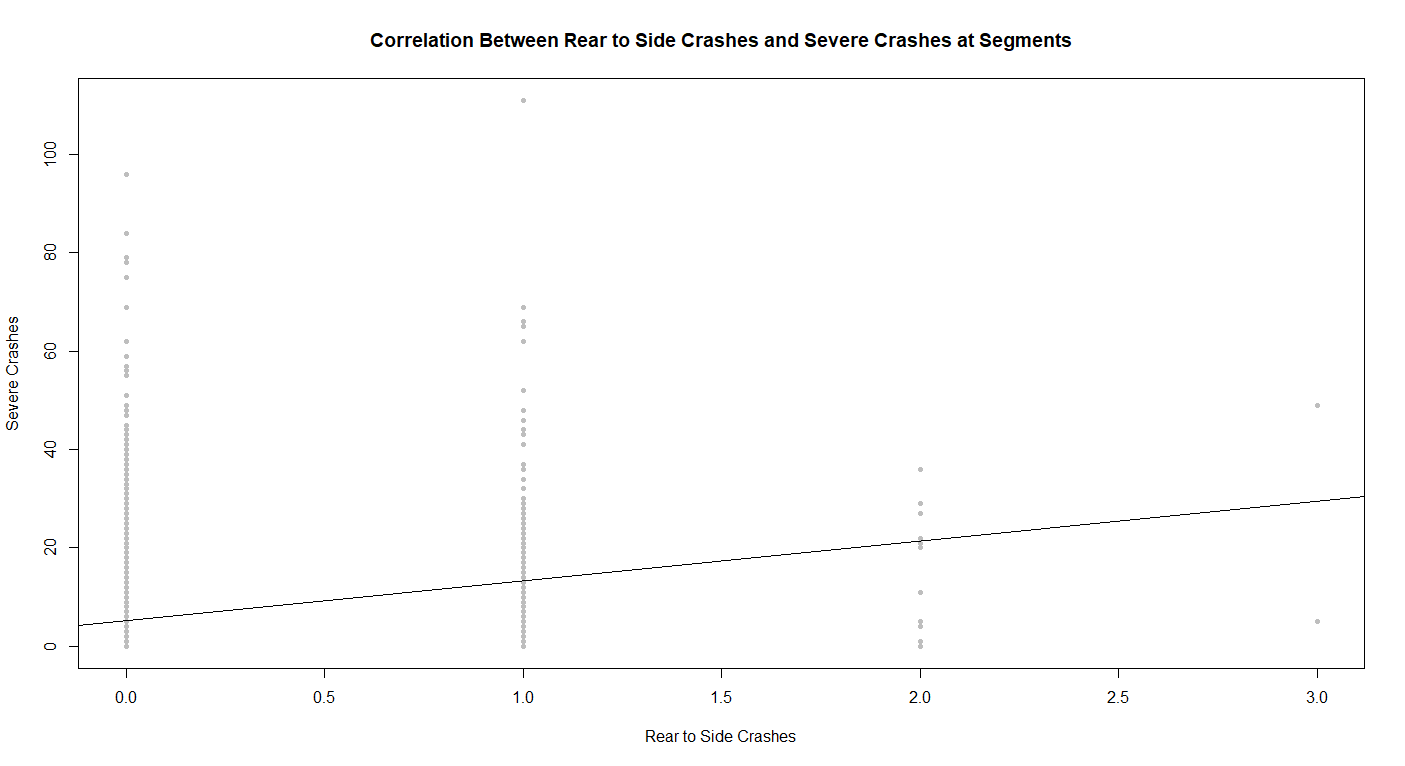 Correlation Between Rear to Side Crashes and Severe Crashes at Segments
Severe Crashes
100
80
60
40
20
0
0.0 0.5 1.0 1.5 2.0 2.5 3.0
Rear to Side Crashes